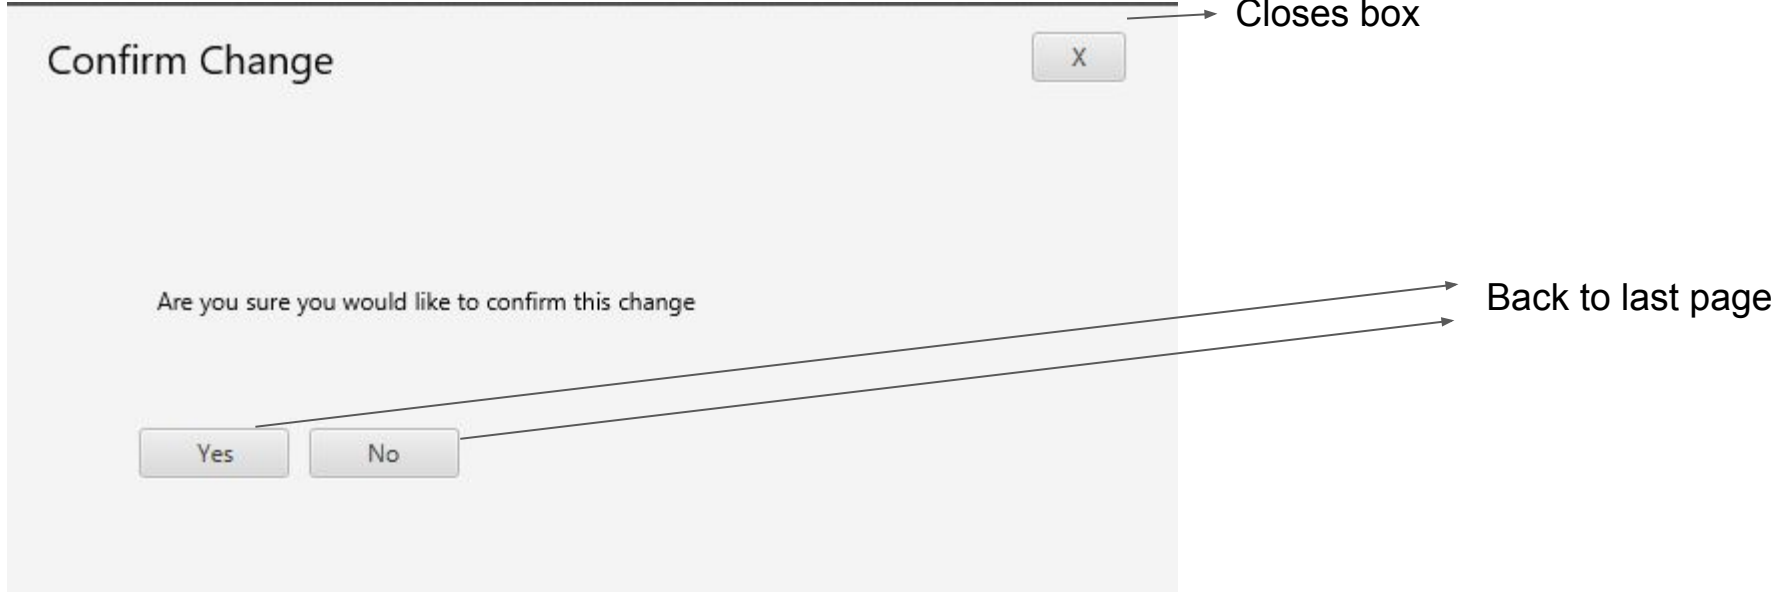 Closes box
Confirm Change
X
Are you sure you would like to confirm this change
Back to last page
Yes
No